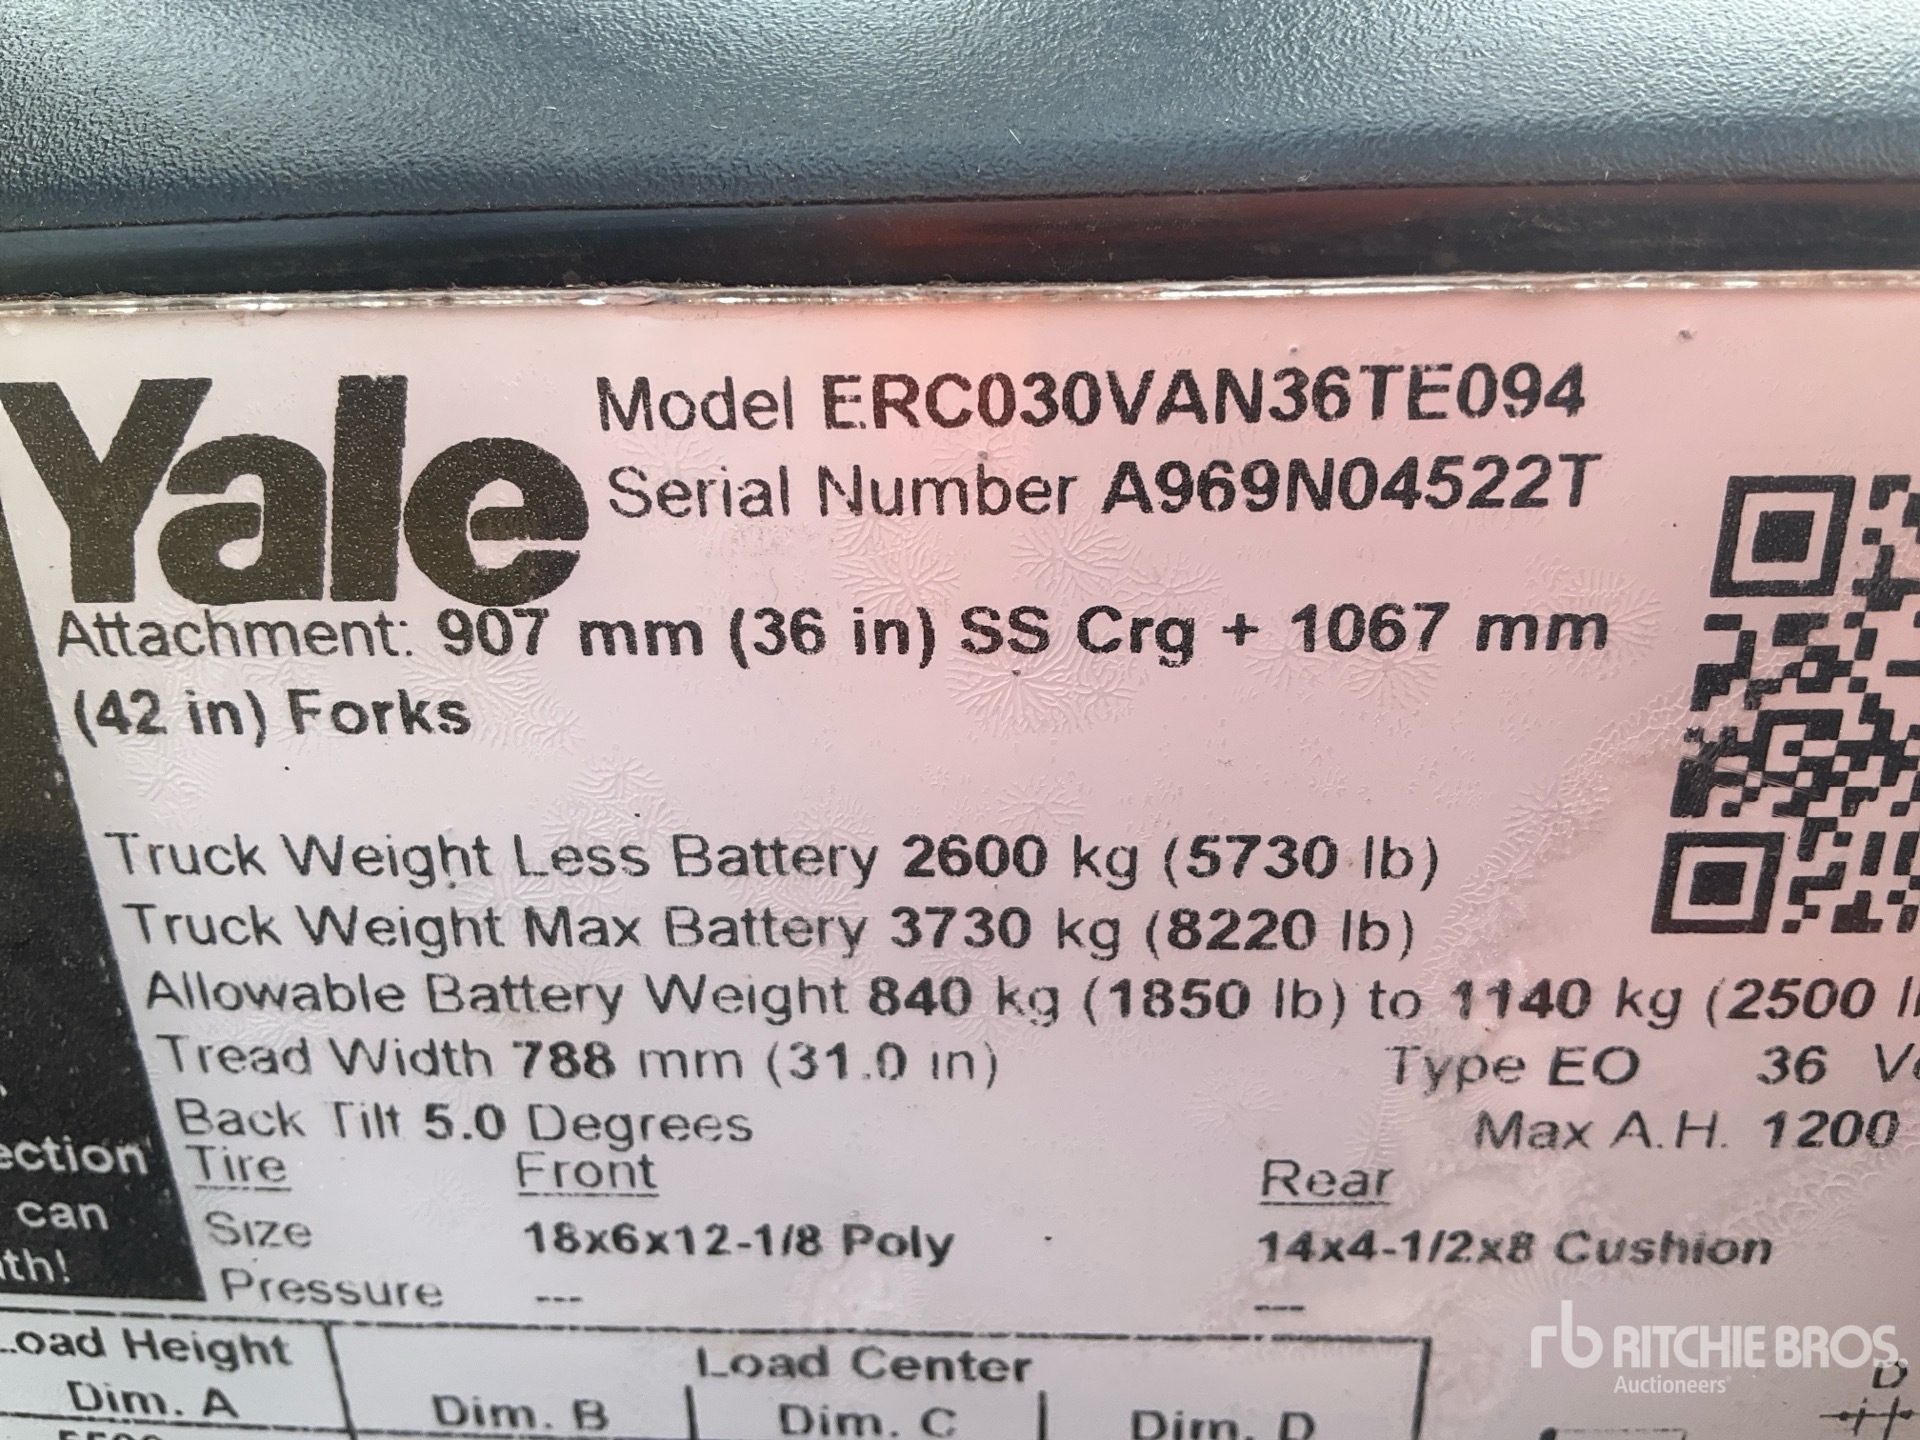 Yale
Model ERC030VAN36TE094
Serial Number A969N04522T
Attachment: 907 mm (36 in) SS Crg + 1067 mm
(42 in) Forks
Truck Weight Less Battery 2600 kg (5730 lb)
Truck Weight Max Battery 3730 kg (8220 lb)
Allowable Battery Weight 840 kg (1850 lb) to 1140 kg (2500
Tread Width 788 mm (31.0 in) Type EO 36
Back Tilt 5.0 Degrees Max A.H. 1200
ection
can
th!
Tire Front Rear
Size 18x6x12-1/8 Poly 14x4-1/2x8 Cushion
Pressure --- ---
Load Height Load Center
Dim. A Dim. B Dim. C Dim. D
D
rb RITCHIE BROS.
Auctioneers